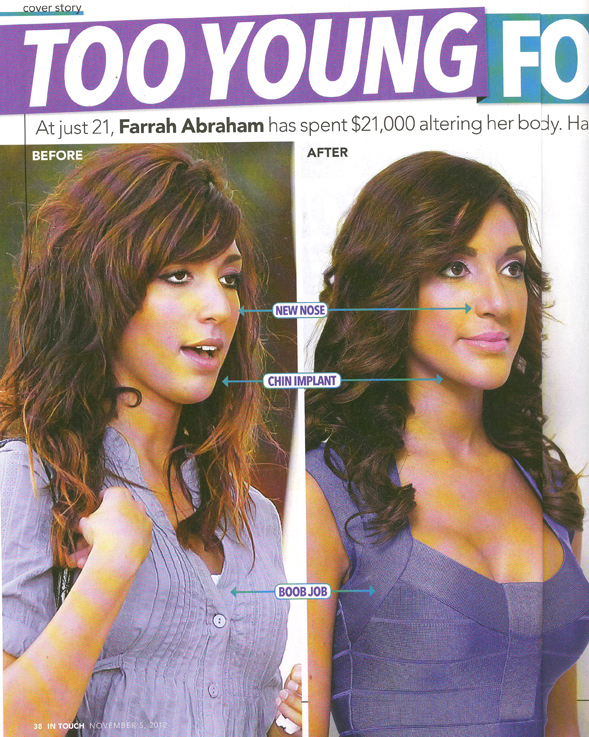 cover story
TOO YOUNG FO
At just 21, Farrah Abraham has spent $21,000 altering her body. Ha
BEFORE
AFTER
NEW NOSE
CHIN IMPLANT
BOOB JOB
38 IN TOUCH NOVEMBER 5, 2012